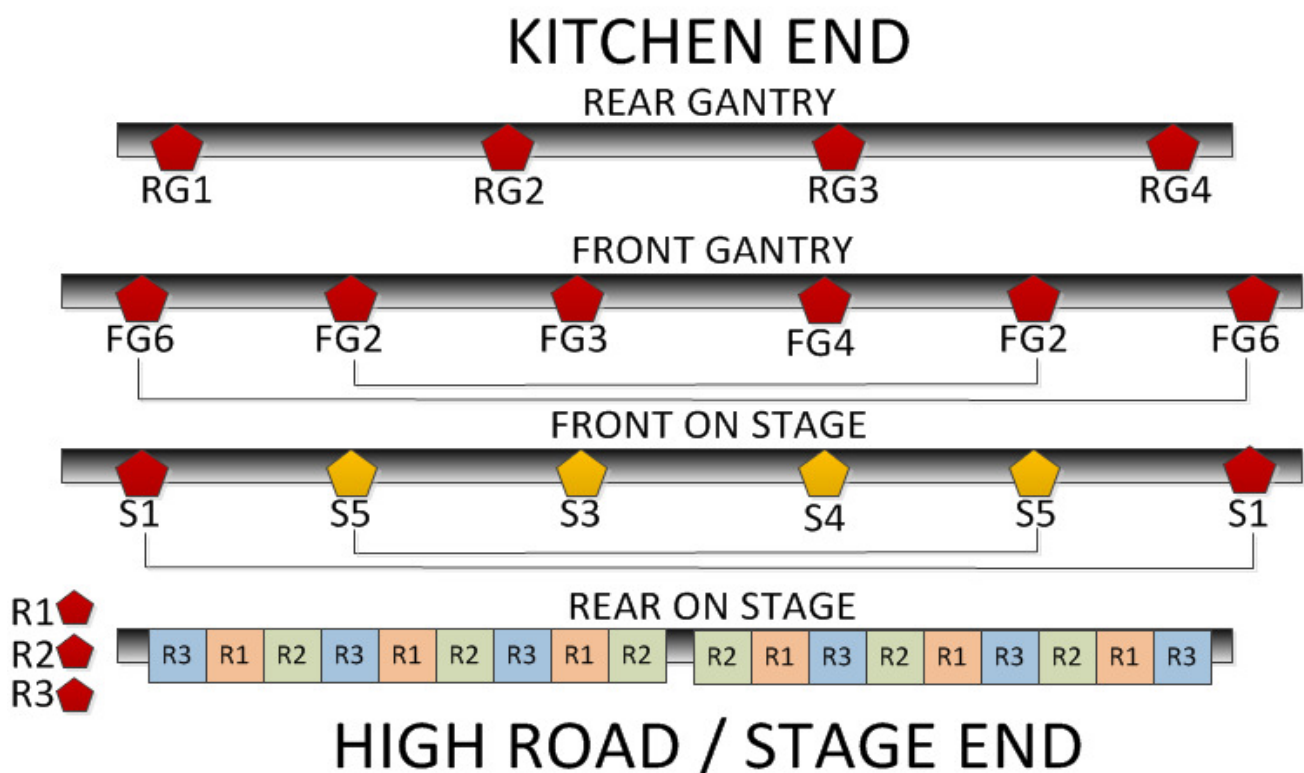 KITCHEN END
REAR GANTRY
RG1 RG2 RG3 RG4
FRONT GANTRY
FG6 FG2 FG3 FG4 FG2 FG6
FRONT ON STAGE
S1 S5 S3 S4 S5 S1
REAR ON STAGE
R1
R2
R3
R3 R1 R2 R3 R1 R2 R3 R1 R2 R2 R1 R3 R2 R1 R3 R2 R1 R3
HIGH ROAD / STAGE END